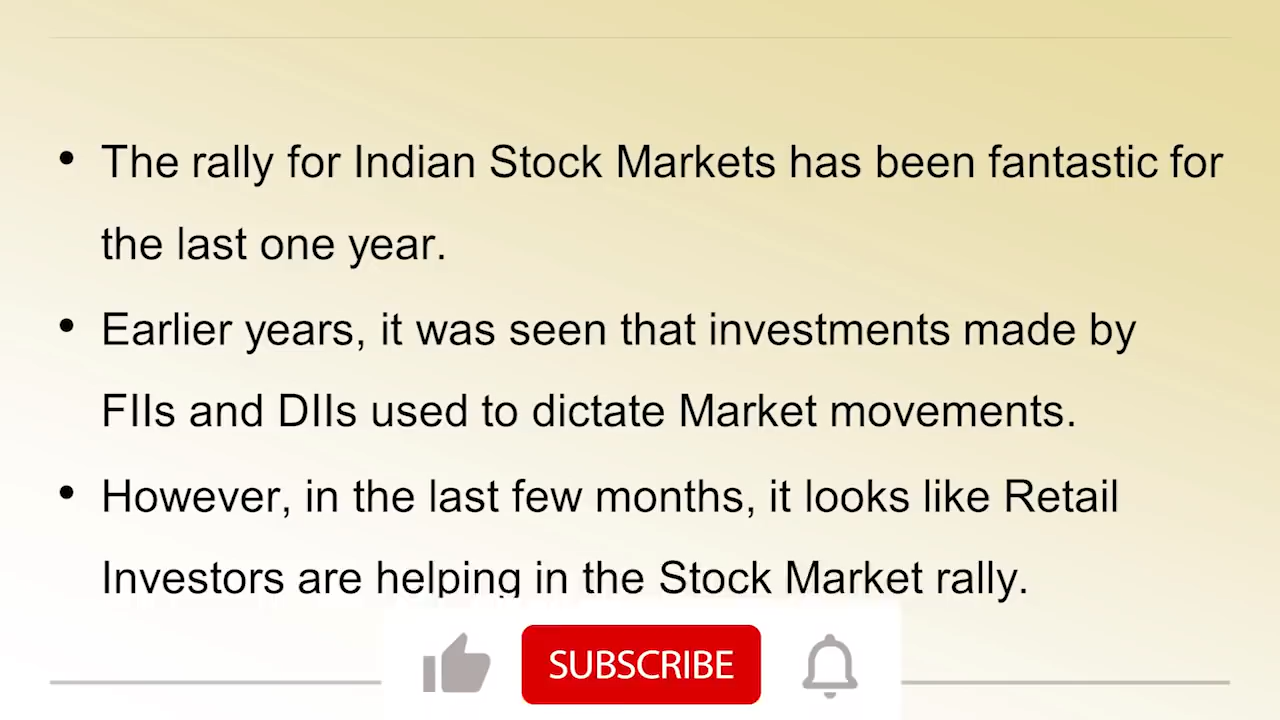 • The rally for Indian Stock Markets has been fantastic for
the last one year.
• Earlier years, it was seen that investments made by
FIIs and DIIs used to dictate Market movements.
• However, in the last few months, it looks like Retail
Investors are helping in the Stock Market rally.
SUBSCRIBE